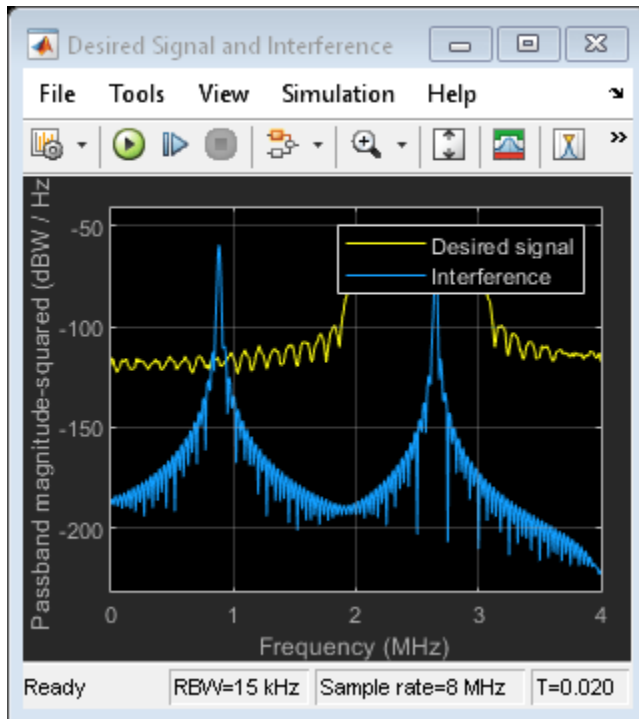 Desired Signal and Interference
File Tools View Simulation Help
Passband magnitude-squared (dBW / Hz
-50
-100
-150
-200
Desired signal
Interference
0 1 2 3 4
Frequency (MHz)
Ready RBW=15 kHz Sample rate=8 MHz T=0.020